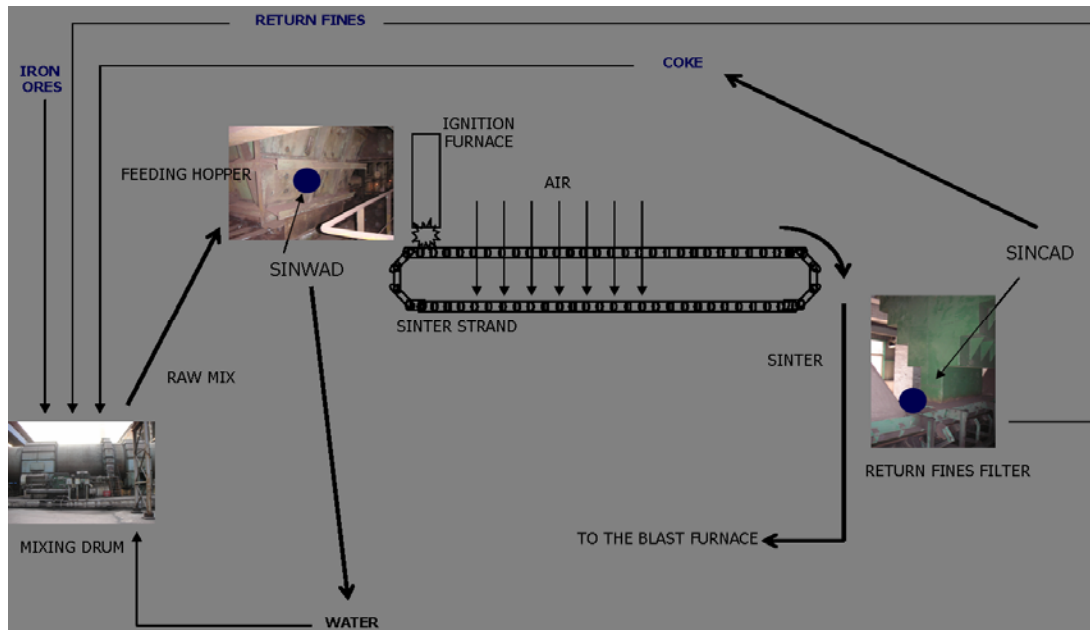 RETURN FINES
COKE
IRON
ORES
IGNITION
FURNACE
FEEDING HOPPER
AIR
SINWAD
SINCAD
SINTER STRAND
SINTER
RAW MIX
RETURN FINES FILTER
TO THE BLAST FURNACE
MIXING DRUM
WATER